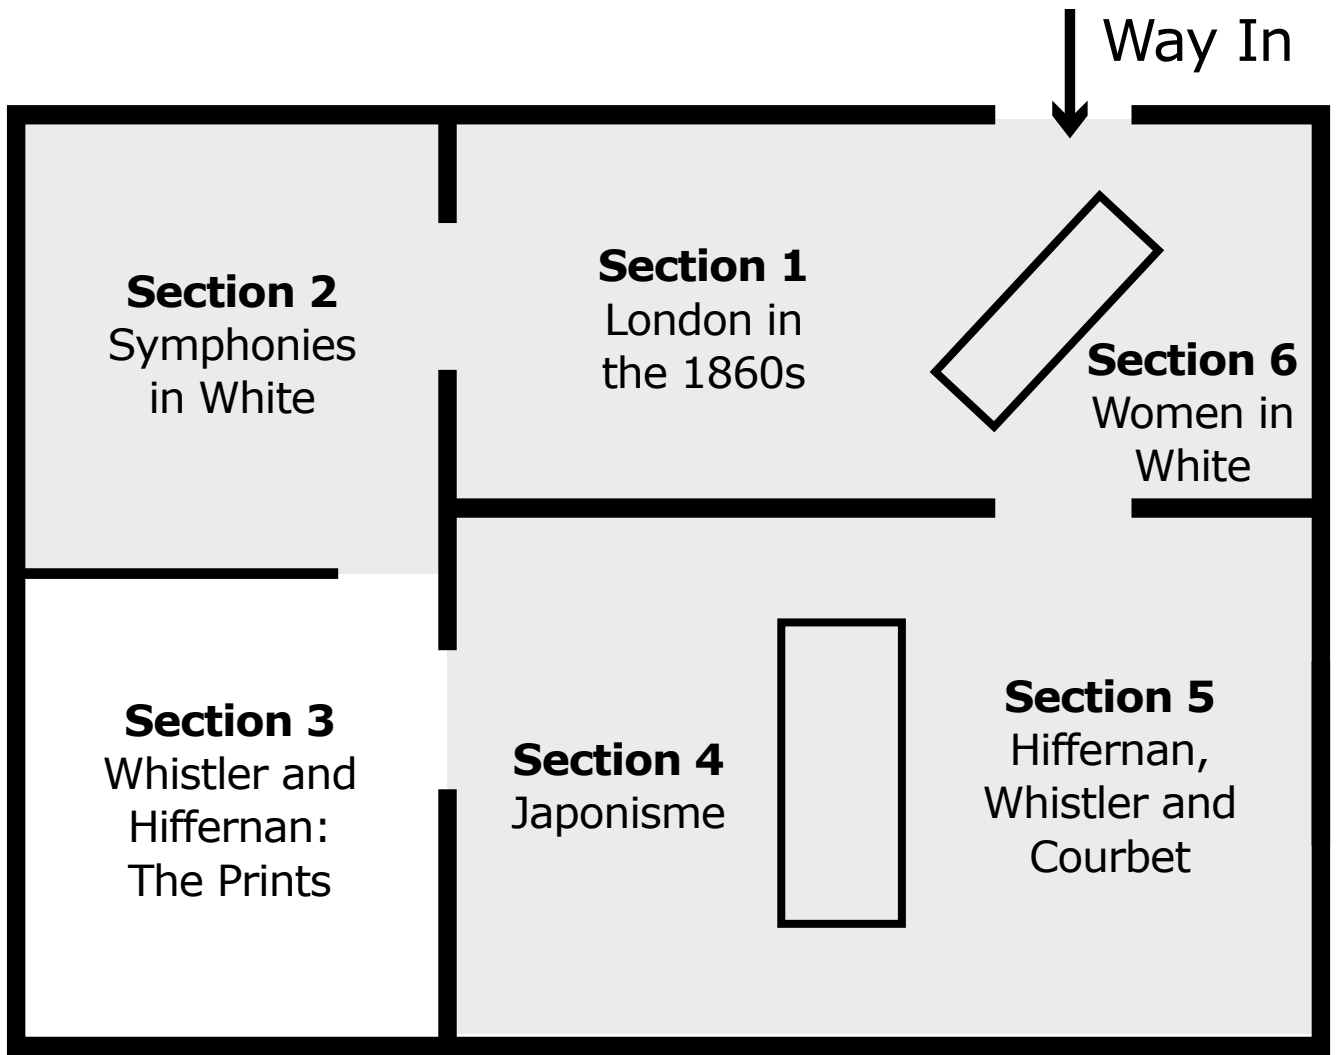 Way In
Section 1
London in
the 1860s
Section 2
Symphonies
in White
Section 3
Whistler and
Hiffernan:
The Prints
Section 4
Japonisme
Section 5
Hiffernan,
Whistler and
Courbet
Section 6
Women in
White